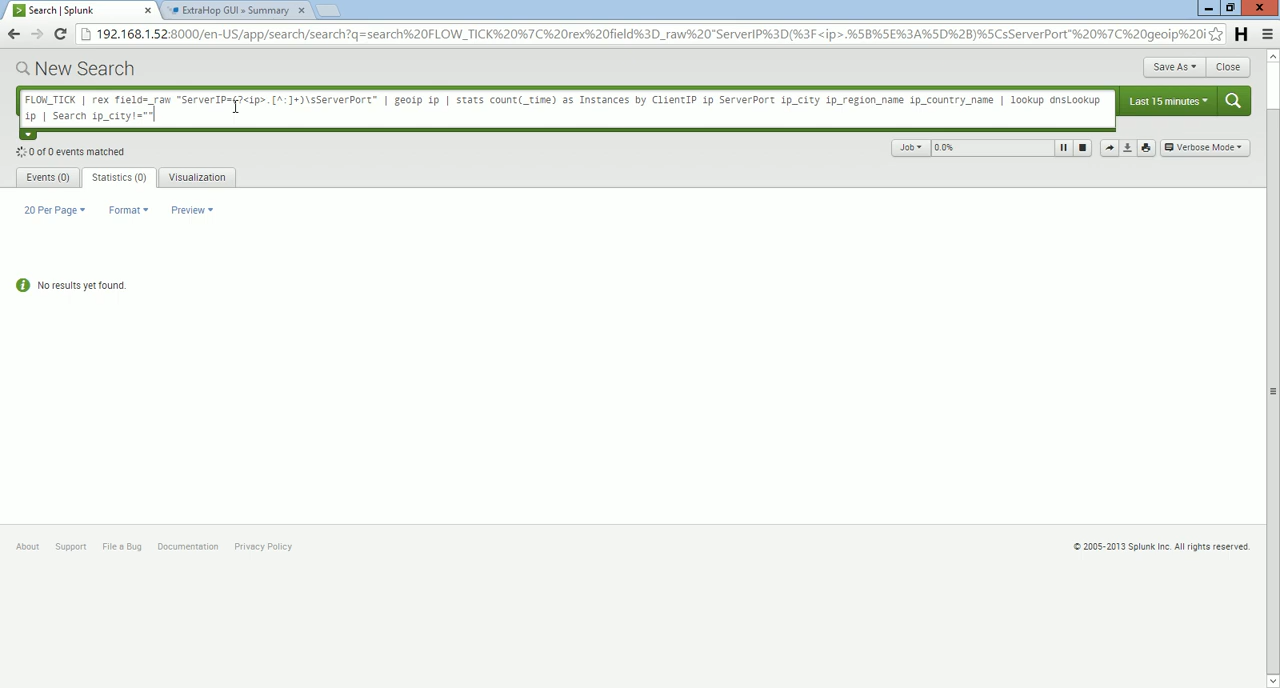 Search | Splunk
ExtraHop GUI » Summary
192.168.1.52:8000/en-US/app/search/search?q=search%20FLOW_TICK%20%7C%20rex%20field%3D_raw%20"ServerIP%3D(%3F<ip>.%5B%5E%3A%5D%2B)%5CsServerPort"%20%7C%20geoip%20i
New Search
Save As
Close
FLOW_TICK | rex field=_raw "ServerIP=(?<ip>.[^:]+)\sServerPort" | geoip ip | stats count(_time) as Instances by ClientIP ip ServerPort ip_city ip_region_name ip_country_name | lookup dnsLookup
ip | Search ip_city!=""
Last 15 minutes
0 of 0 events matched
Job
0.0%
Verbose Mode
Events (0)
Statistics (0)
Visualization
20 Per Page
Format
Preview
i No results yet found.
About
Support
File a Bug
Documentation
Privacy Policy
© 2005-2013 Splunk Inc. All rights reserved.